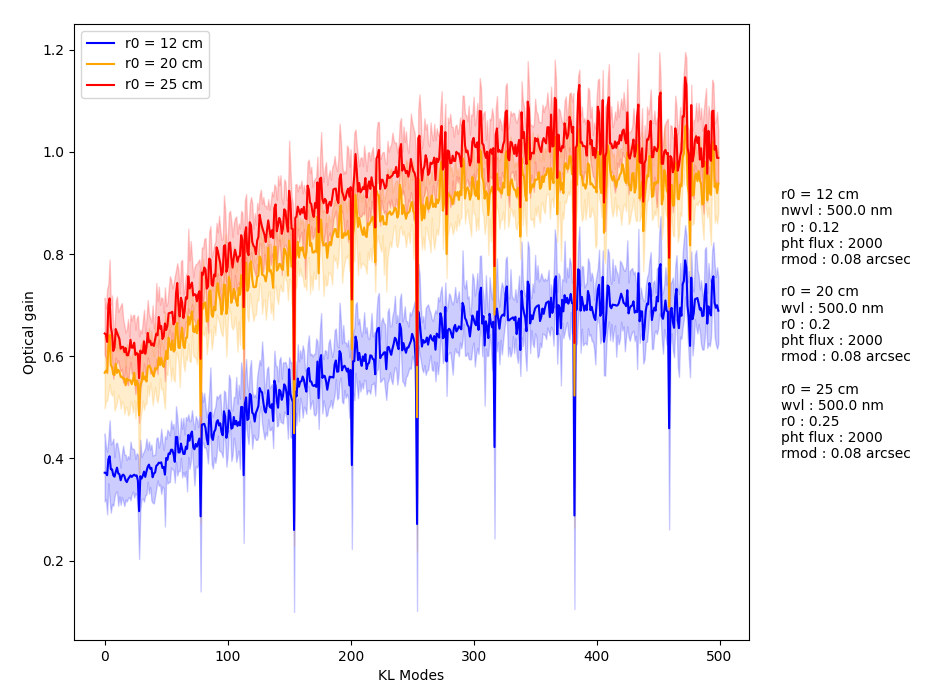 r0 = 12 cm
r0 = 20 cm
r0 = 25 cm
1.2
1.0
0.8
0.6
0.4
0.2
Optical gain
0
100
200
300
400
500
KL Modes
r0 = 12 cm
nwvl : 500.0 nm
r0 : 0.12
pht flux : 2000
rmod : 0.08 arcsec
r0 = 20 cm
wvl : 500.0 nm
r0 : 0.2
pht flux : 2000
rmod : 0.08 arcsec
r0 = 25 cm
wvl : 500.0 nm
r0 : 0.25
pht flux : 2000
rmod : 0.08 arcsec